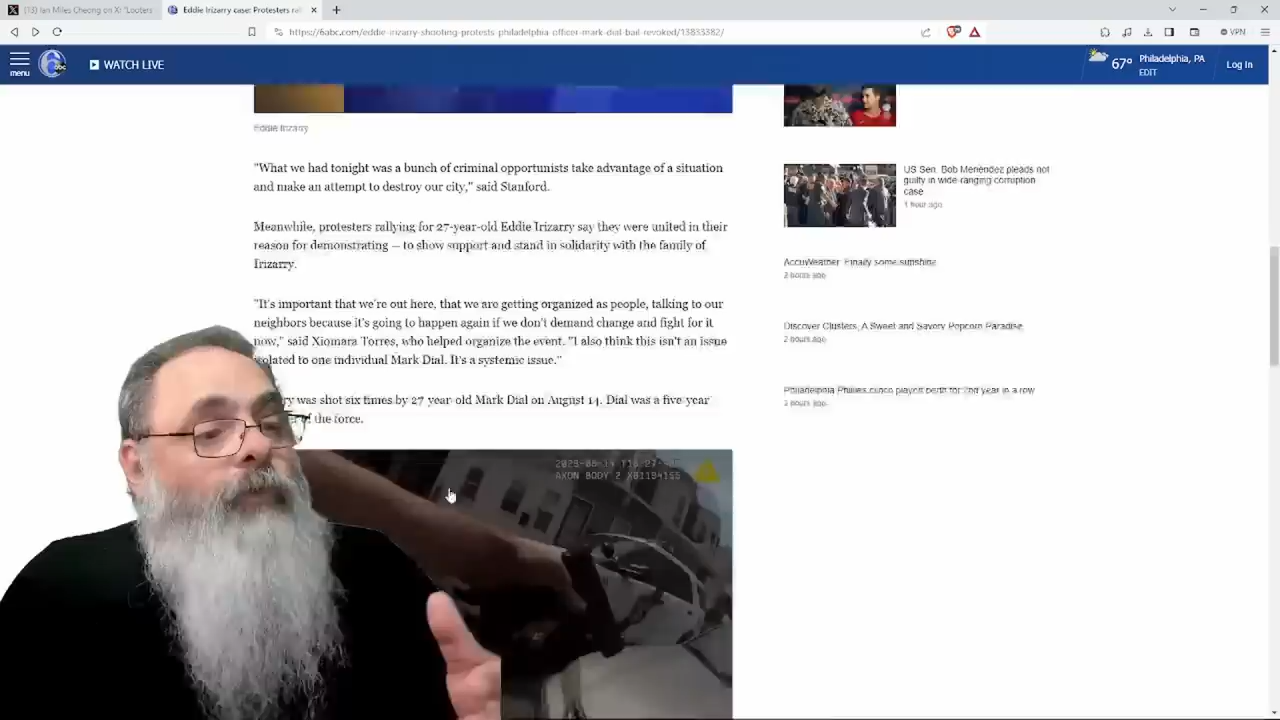 (13) Ian Miles Cheong on X: "Looters
Eddie Irizarry case: Protesters ral
https://6abc.com/eddie-irizarry-shooting-protests-philadelphia-officer-mark-dial-bail-revoked/13833382/
VPN
menu
WATCH LIVE
67°
Philadelphia, PA
EDIT
Log In
Eddie Irizarry
"What we had tonight was a bunch of criminal opportunists take advantage of a situation
and make an attempt to destroy our city," said Stanford.
Meanwhile, protesters rallying for 27-year-old Eddie Irizarry say they were united in their
reason for demonstrating – to show support and stand in solidarity with the family of
Irizarry.
"It's important that we're out here, that we are getting organized as people, talking to our
neighbors because it's going to happen again if we don't demand change and fight for it
now," said Xiomara Torres, who helped organize the event. "I also think this isn't an issue
isolated to one individual Mark Dial. It's a systemic issue."
ry was shot six times by 27-year-old Mark Dial on August 14. Dial was a five-year
of the force.
AXON BODY 2 X81184155
US Sen. Bob Menendez pleads not
guilty in wide-ranging corruption
case
1 hour ago
AccuWeather: Finally some sunshine
2 hours ago
Discover Clusters, A Sweet and Savory Popcorn Paradise
2 hours ago
Philadelphia Phillies clinch playoff berth for 2nd year in a row
3 hours ago